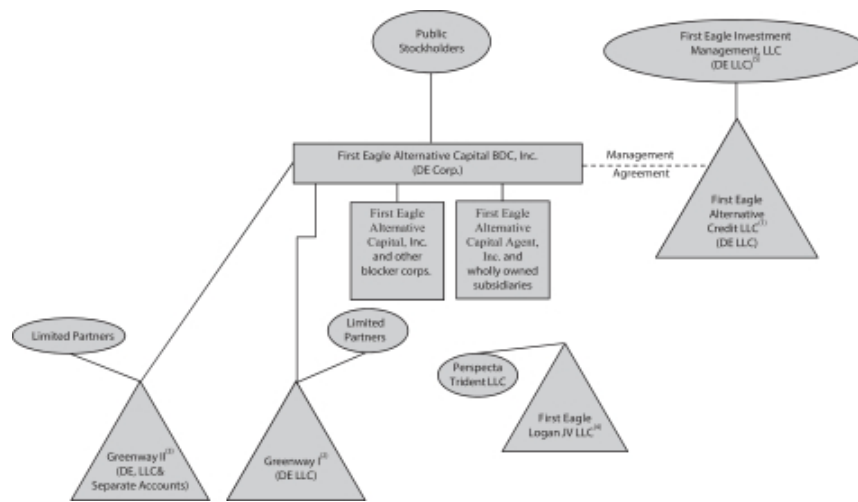 Public
Stockholders
First Eagle Investment
Management, LLC
(DE LLC)
First Eagle Alternative Capital BDC, Inc.
(DE Corp.)
Management
Agreement
First Eagle
Alternative
Credit LLC(1)
(DE LLC)
First Eagle
Alternative
Capital, Inc.
and other
blocker corps.
First Eagle
Alternative
Capital Agent,
Inc. and
wholly owned
subsidiaries
Limited Partners
Limited
Partners
Perspecta
Trident LLC
First Eagle
Logan JV LLC(4)
Greenway II
(DE, LLC&
Separate Accounts)
Greenway I
(DE LLC)